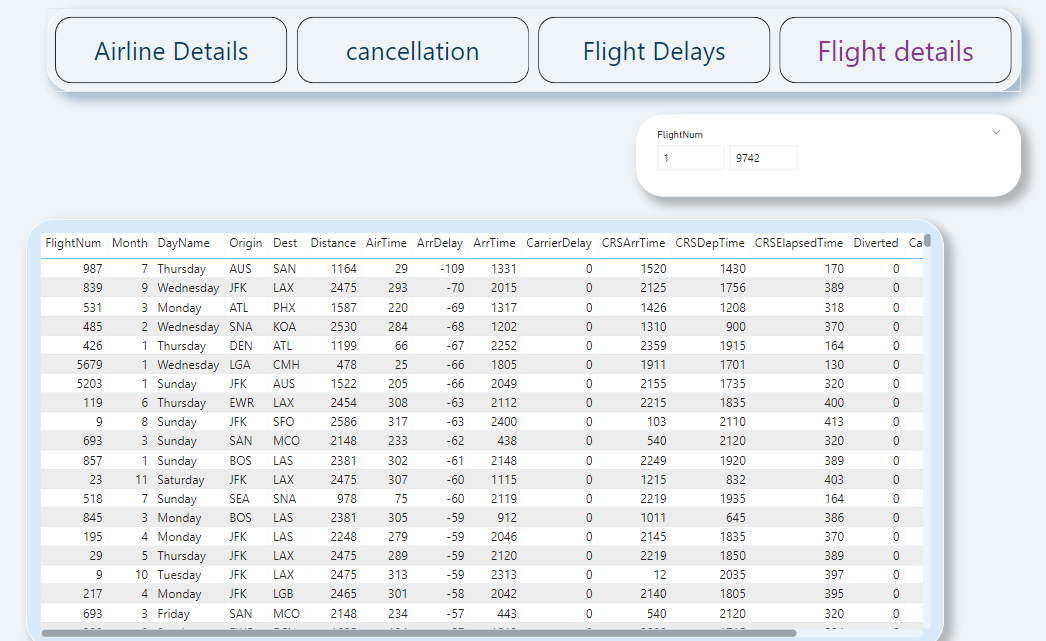 Airline Details cancellation Flight Delays Flight details
FlightNum
1 9742
FlightNum Month DayName Origin Dest Distance AirTime ArrDelay ArrTime CarrierDelay CRSArrTime CRSDepTime CRSElapsedTime Diverted Ca
987 7 Thursday AUS SAN 1164 29 -109 1331 0 1520 1430 170 0
839 9 Wednesday JFK LAX 2475 293 -70 2015 0 2125 1756 389 0
531 3 Monday ATL PHX 1587 220 -69 1317 0 1426 1208 318 0
485 2 Wednesday SNA KOA 2530 284 -68 1202 0 1310 900 370 0
426 1 Thursday DEN ATL 1199 66 -67 2252 0 2359 1915 164 0
5679 1 Wednesday LGA CMH 478 25 -66 1805 0 1911 1701 130 0
5203 1 Sunday JFK AUS 1522 205 -66 2049 0 2155 1735 320 0
119 6 Thursday EWR LAX 2454 308 -63 2112 0 2215 1835 400 0
9 8 Sunday JFK SFO 2586 317 -63 2400 0 103 2110 413 0
693 3 Sunday SAN MCO 2148 233 -62 438 0 540 2120 320 0
857 1 Sunday BOS LAS 2381 302 -61 2148 0 2249 1920 389 0
23 11 Saturday JFK LAX 2475 307 -60 1115 0 1215 832 403 0
518 7 Sunday SEA SNA 978 75 -60 2119 0 2219 1935 164 0
845 3 Monday BOS LAS 2381 305 -59 912 0 1011 645 386 0
195 4 Monday JFK LAS 2248 279 -59 2046 0 2145 1835 370 0
29 5 Thursday JFK LAX 2475 289 -59 2120 0 2219 1850 389 0
9 10 Tuesday JFK LAX 2475 313 -59 2313 0 12 2035 397 0
217 4 Monday JFK LGB 2465 301 -58 2042 0 2140 1805 395 0
693 3 Friday SAN MCO 2148 234 -57 443 0 540 2120 320 0